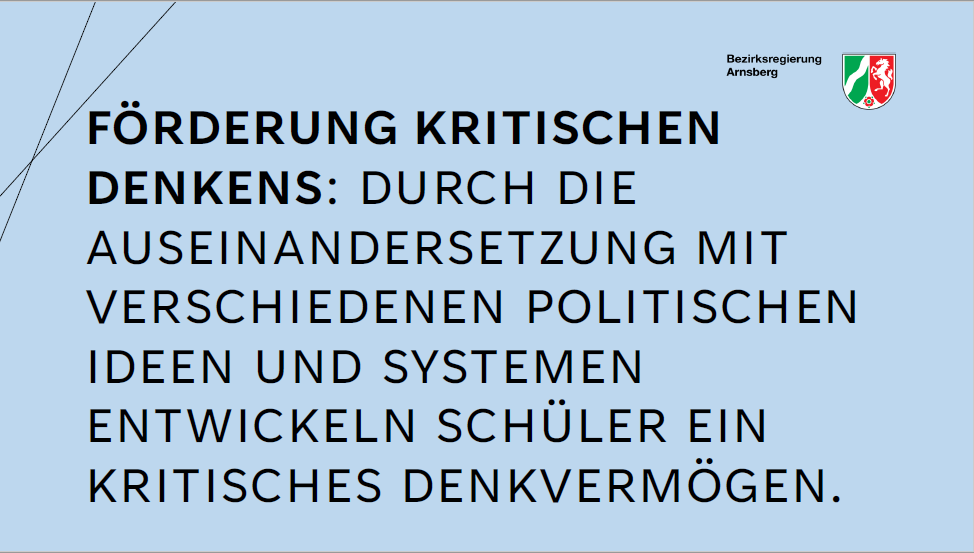 Bezirksregierung
Arnsberg
FÖRDERUNG KRITISCHEN
DENKENS: DURCH DIE
AUSEINANDERSETZUNG MIT
VERSCHIEDENEN POLITISCHEN
IDEEN UND SYSTEMEN
ENTWICKELN SCHÜLER EIN
KRITISCHES DENKVERMÖGEN.